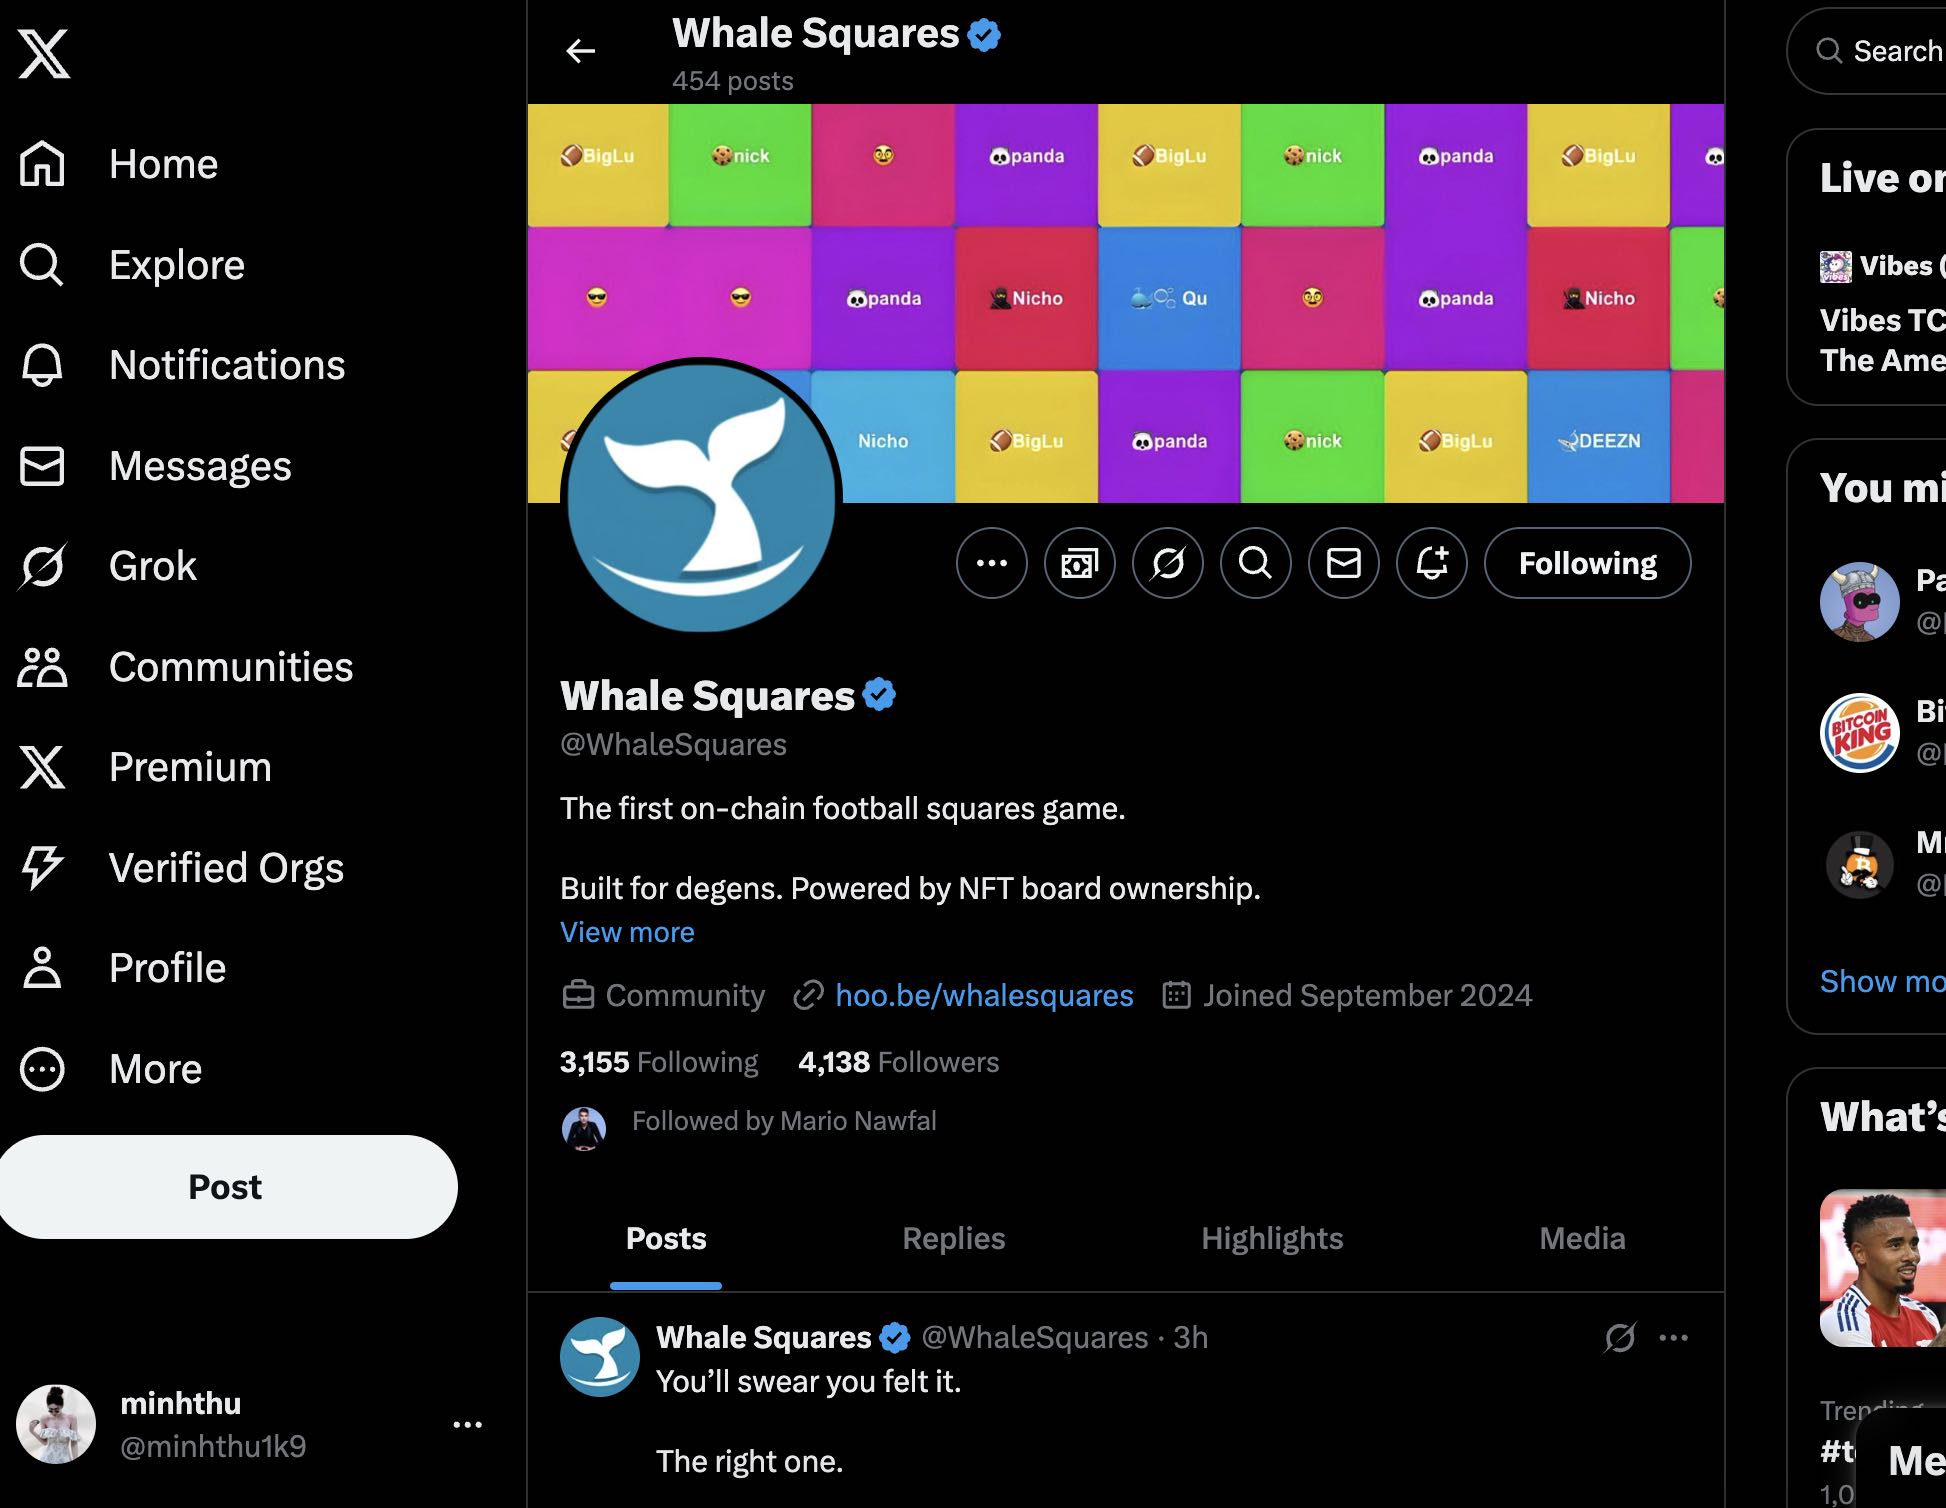 Whale Squares
454 posts
Home
Explore
Notifications
Messages
Grok
Communities
Premium
Verified Orgs
Profile
More
Post
minhthu
@minhthu1k9
BigLu nick panda BigLu nick panda BigLu
panda Nicho Qu panda Nicho
Nicho BigLu panda nick BigLu DEEZN
Following
Whale Squares
@WhaleSquares
The first on-chain football squares game.
Built for degens. Powered by NFT board ownership.
View more
Community hoo.be/whalesquares Joined September 2024
3,155 Following 4,138 Followers
Followed by Mario Nawfal
Posts Replies Highlights Media
Whale Squares @WhaleSquares · 3h
You’ll swear you felt it.
The right one.
Search
Live on
Vibes (
Vibes TC
The Ame
You mi
Pa
@
BITCOIN
KING
Bi
@
M
@
Show mo
What’s
Trending
#t
1,0
Me